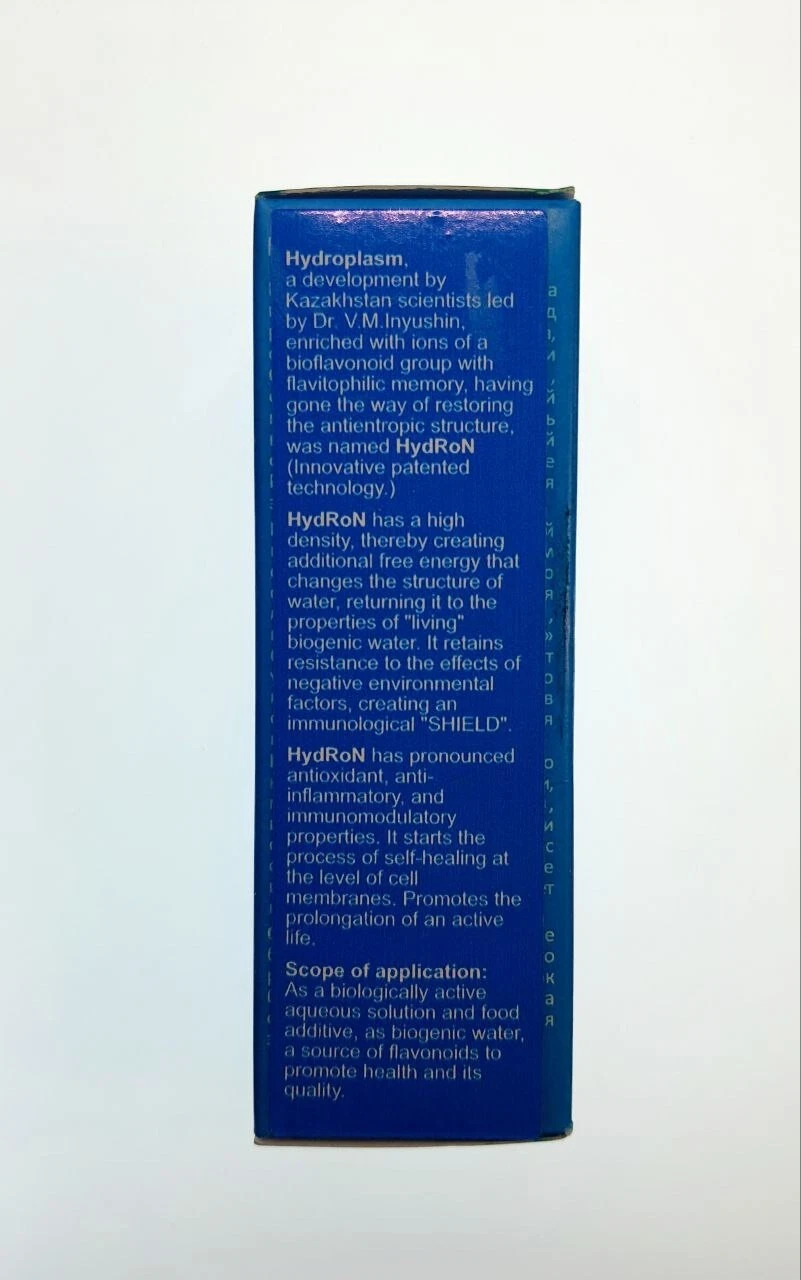 Hydroplasm,
a development by
Kazakhstan scientists led
by Dr. V.M.Inyushin,
enriched with ions of a
bioflavonoid group with
flavitophilic memory, having
gone the way of restoring
the antientropic structure,
was named HydRoN
(Innovative patented
technology.)
HydRoN has a high
density, thereby creating
additional free energy that
changes the structure of
water, returning it to the
properties of "living"
biogenic water. It retains
resistance to the effects of
negative environmental
factors, creating an
immunological "SHIELD".
HydRoN has pronounced
antioxidant, anti-
inflammatory, and
immunomodulatory
properties. It starts the
process of self-healing at
the level of cell
membranes. Promotes the
prolongation of an active
life.
Scope of application:
As a biologically active
aqueous solution and food
additive, as biogenic water,
a source of flavonoids to
promote health and its
quality.